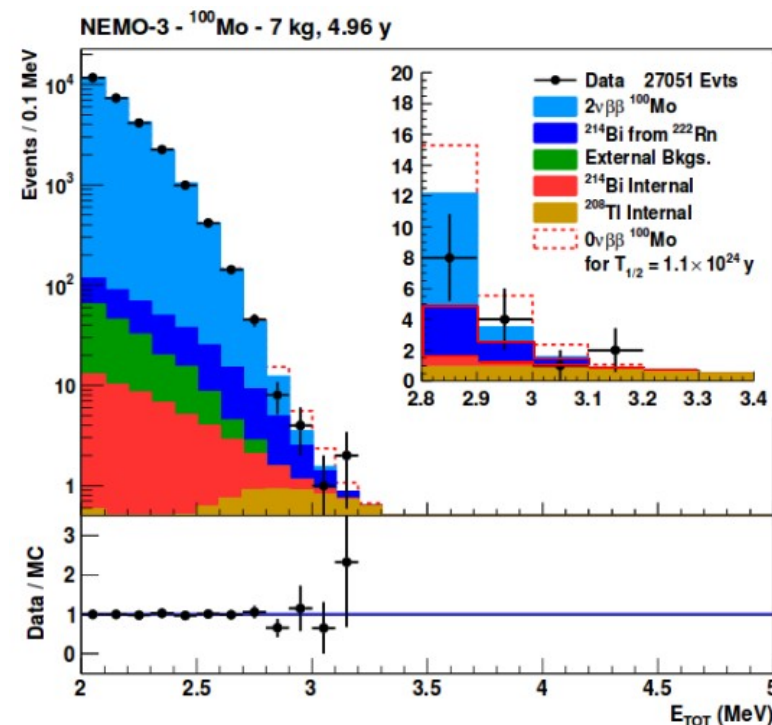 NEMO-3 - ¹⁰⁰Mo - 7 kg, 4.96 y
Events / 0.1 MeV
10⁴
10³
10²
10
1
20
18
16
14
12
10
8
6
4
2
0
2.8 2.9 3 3.1 3.2 3.3 3.4
Data 27051 Evts
2νββ ¹⁰⁰Mo
²¹⁴Bi from ²²²Rn
External Bkgs.
²¹⁴Bi Internal
²⁰⁸Tl Internal
0νββ ¹⁰⁰Mo
for T₁/₂ = 1.1 × 10²⁴ y
Data / MC
3
2
1
0
2 2.5 3 3.5 4 4.5 5
E_TOT (MeV)